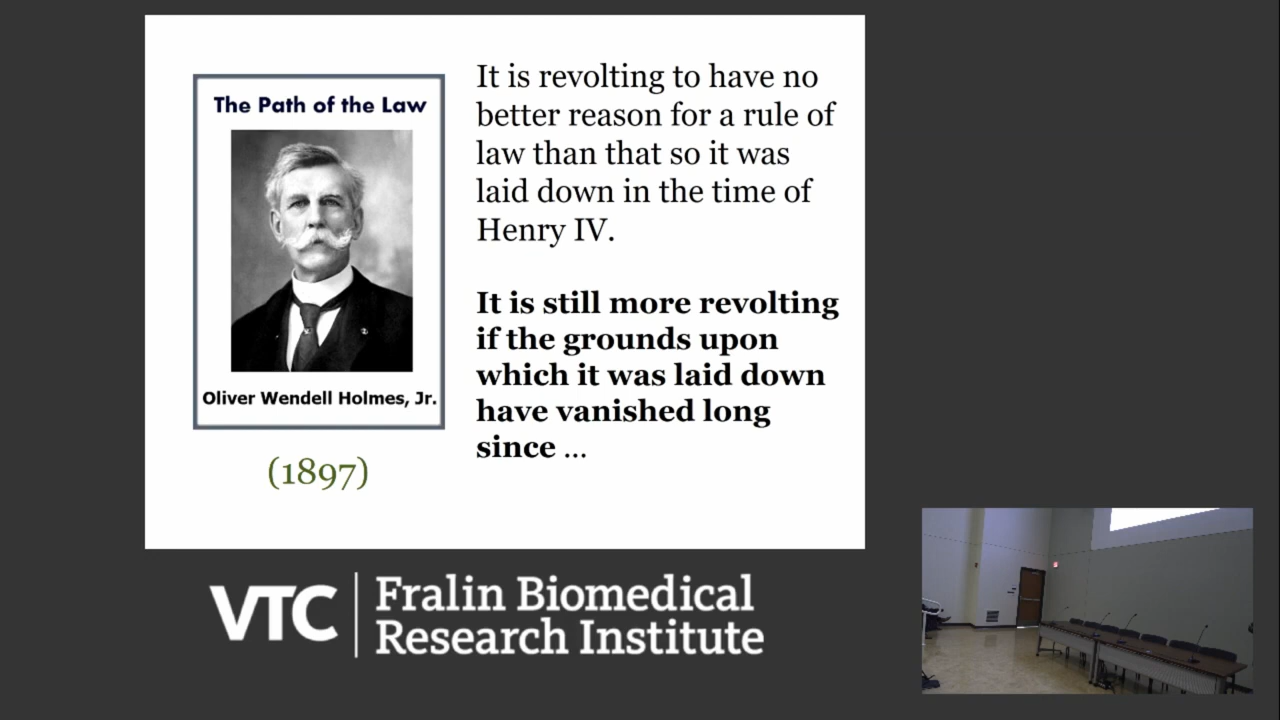 The Path of the Law
Oliver Wendell Holmes, Jr.
(1897)
It is revolting to have no
better reason for a rule of
law than that so it was
laid down in the time of
Henry IV.
It is still more revolting
if the grounds upon
which it was laid down
have vanished long
since ...
VTC
Fralin Biomedical
Research Institute